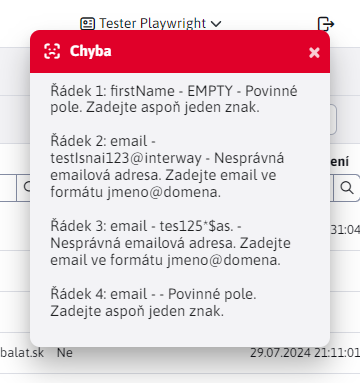 Tester Playwright
Chyba
Řádek 1: firstName - EMPTY - Povinné
pole. Zadejte aspoň jeden znak.
Řádek 2: email -
testIsnai123@interway - Nesprávná
emailová adresa. Zadejte email ve
formátu jmeno@domena.
ení
Řádek 3: email - tes125*$as. -
Nesprávná emailová adresa. Zadejte
email ve formátu jmeno@domena.
31:04
Řádek 4: email - - Povinné pole.
Zadejte aspoň jeden znak.
balat.sk Ne 29.07.2024 21:11:01